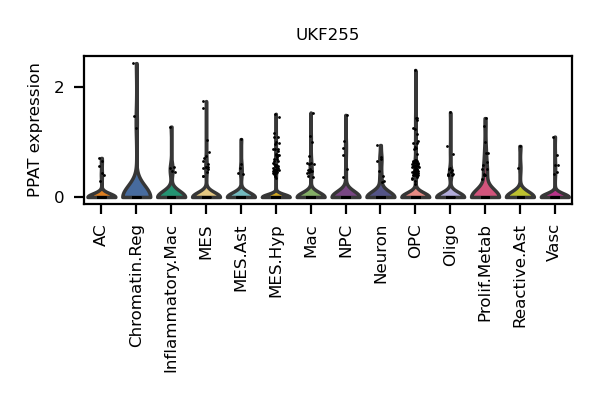 UKF255
PPAT expression
2
0
AC
Chromatin.Reg
Inflammatory.Mac
MES
MES.Ast
MES.Hyp
Mac
NPC
Neuron
OPC
Oligo
Prolif.Metab
Reactive.Ast
Vasc